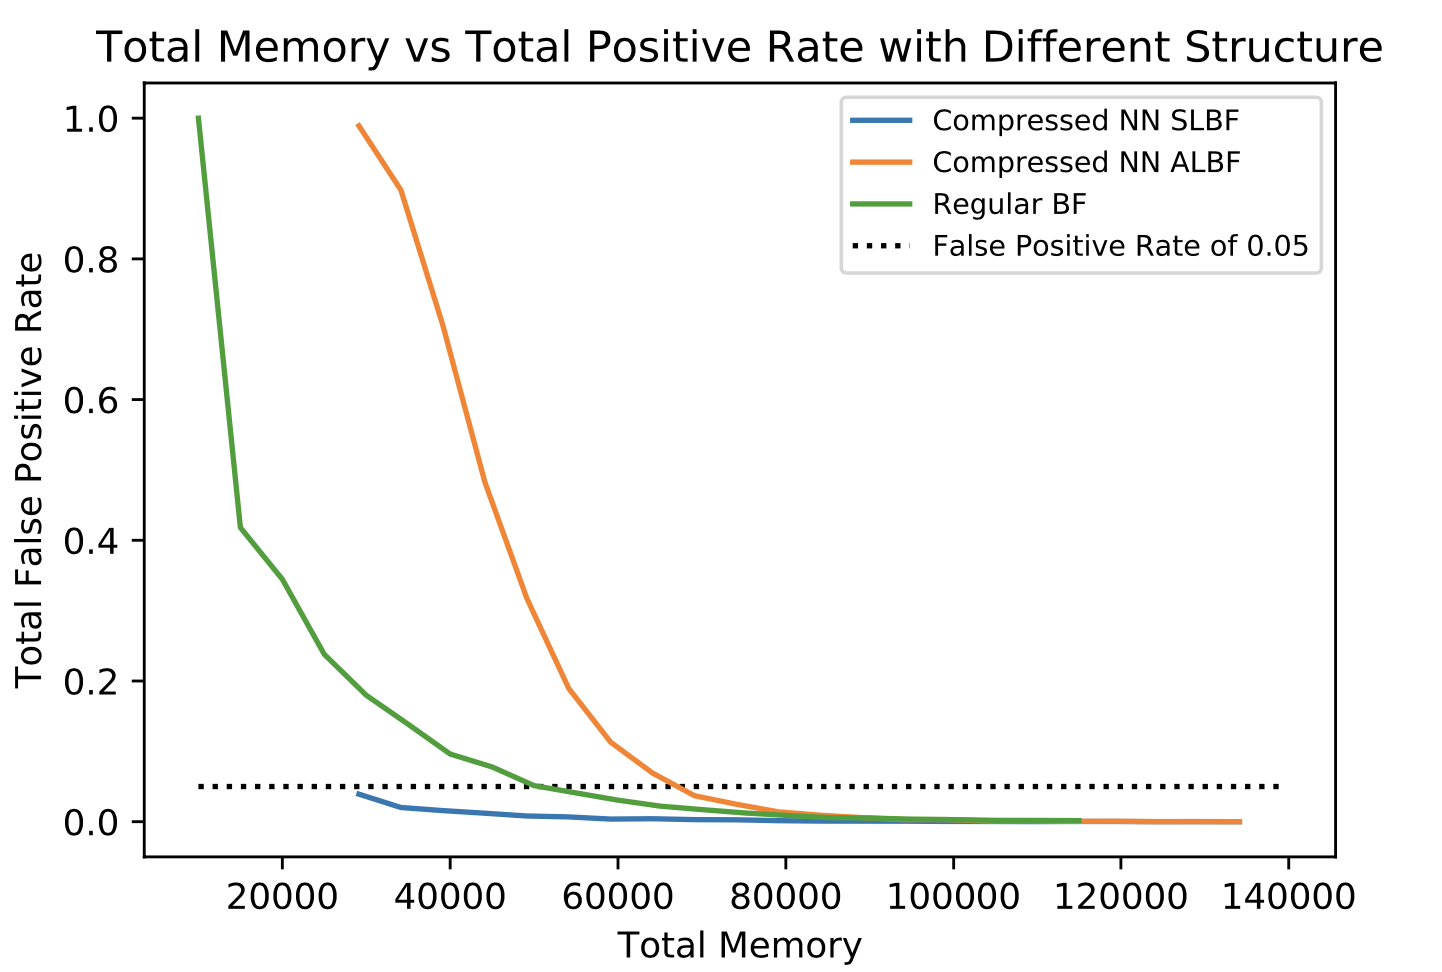 Total Memory vs Total Positive Rate with Different Structure
Compressed NN SLBF
Compressed NN ALBF
Regular BF
False Positive Rate of 0.05
Total False Positive Rate
1.0
0.8
0.6
0.4
0.2
0.0
20000
40000
60000
80000
100000
120000
140000
Total Memory